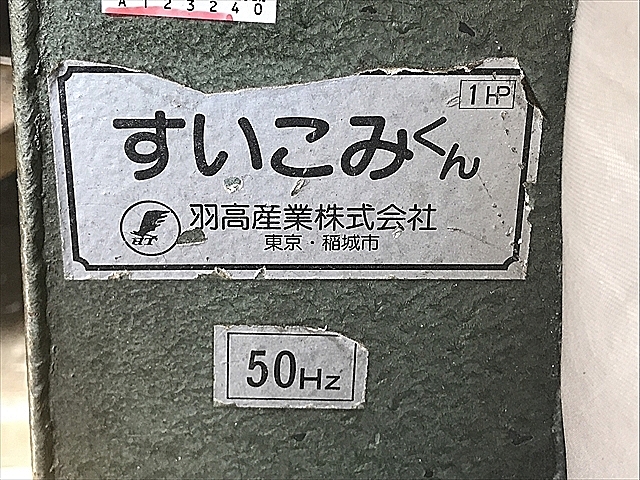 A123240
1HP
すいこみくん
HT
羽高産業株式会社
東京・稲城市
50Hz